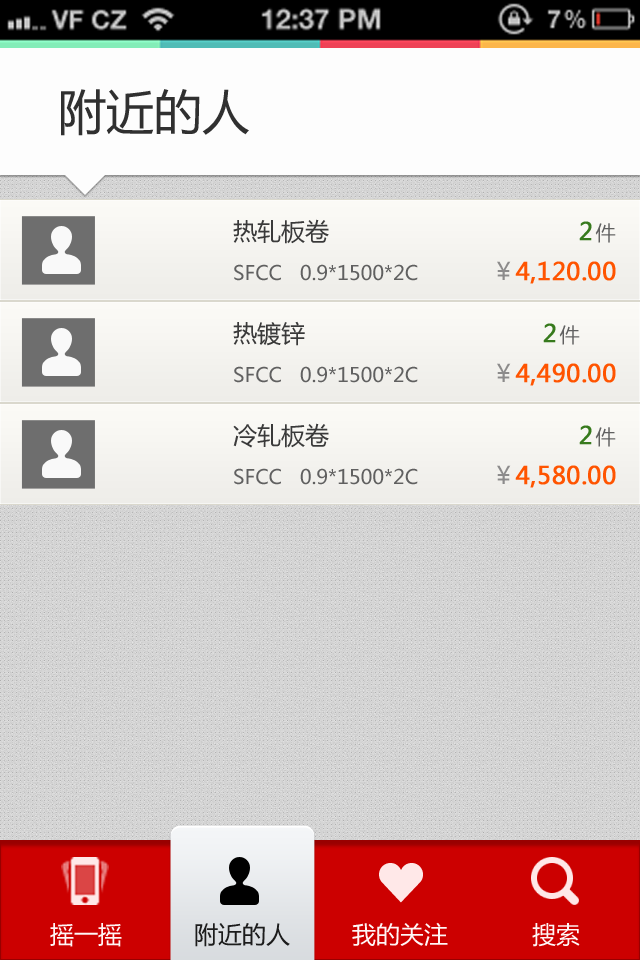 VF CZ 12:37 PM 7%
附近的人
热轧板卷 2件
SFCC 0.9*1500*2C ¥4,120.00
热镀锌 2件
SFCC 0.9*1500*2C ¥4,490.00
冷轧板卷 2件
SFCC 0.9*1500*2C ¥4,580.00
摇一摇 附近的人 我的关注 搜索